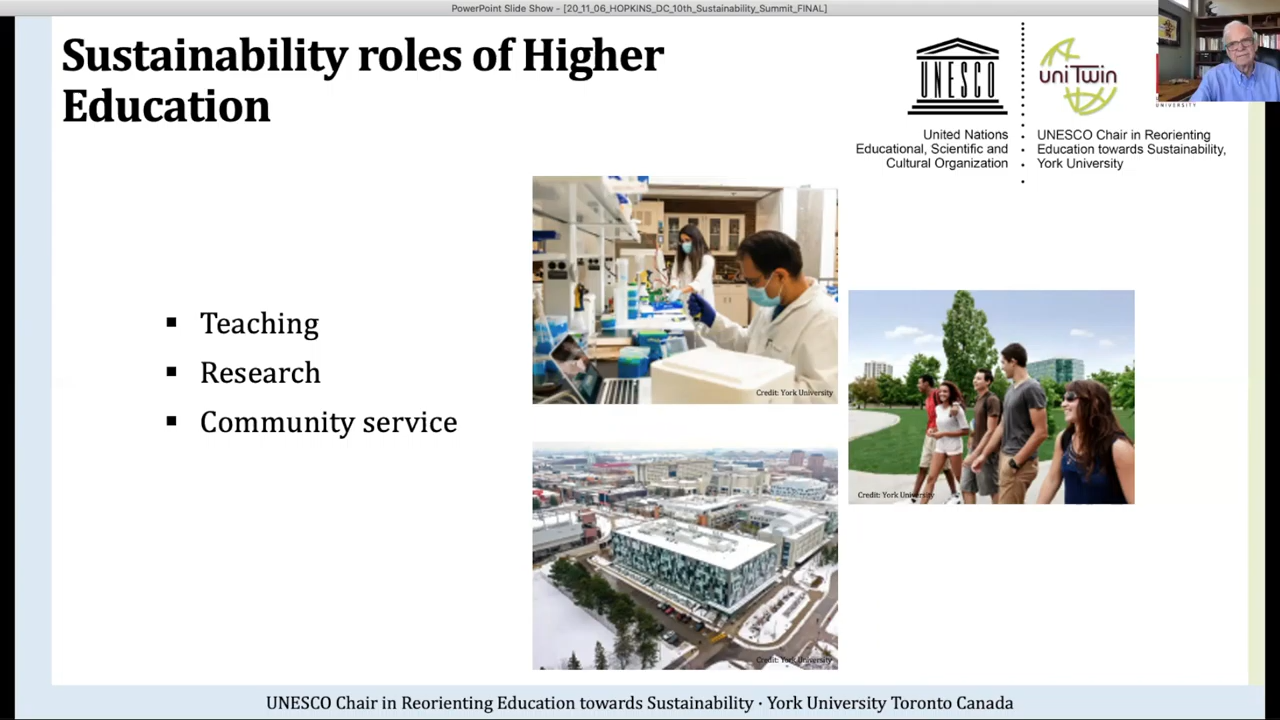 PowerPoint Slide Show - [20_11_06_HOPKINS_DC_10th_Sustainability_Summit_FINAL]
Sustainability roles of Higher
Education
UNESCO
uniTwin
UNIVERSITY
United Nations
Educational, Scientific and
Cultural Organization
UNESCO Chair in Reorienting
Education towards Sustainability,
York University
▪ Teaching
▪ Research
▪ Community service
Credit: York University
Credit: York University
Credit: York University
UNESCO Chair in Reorienting Education towards Sustainability · York University Toronto Canada